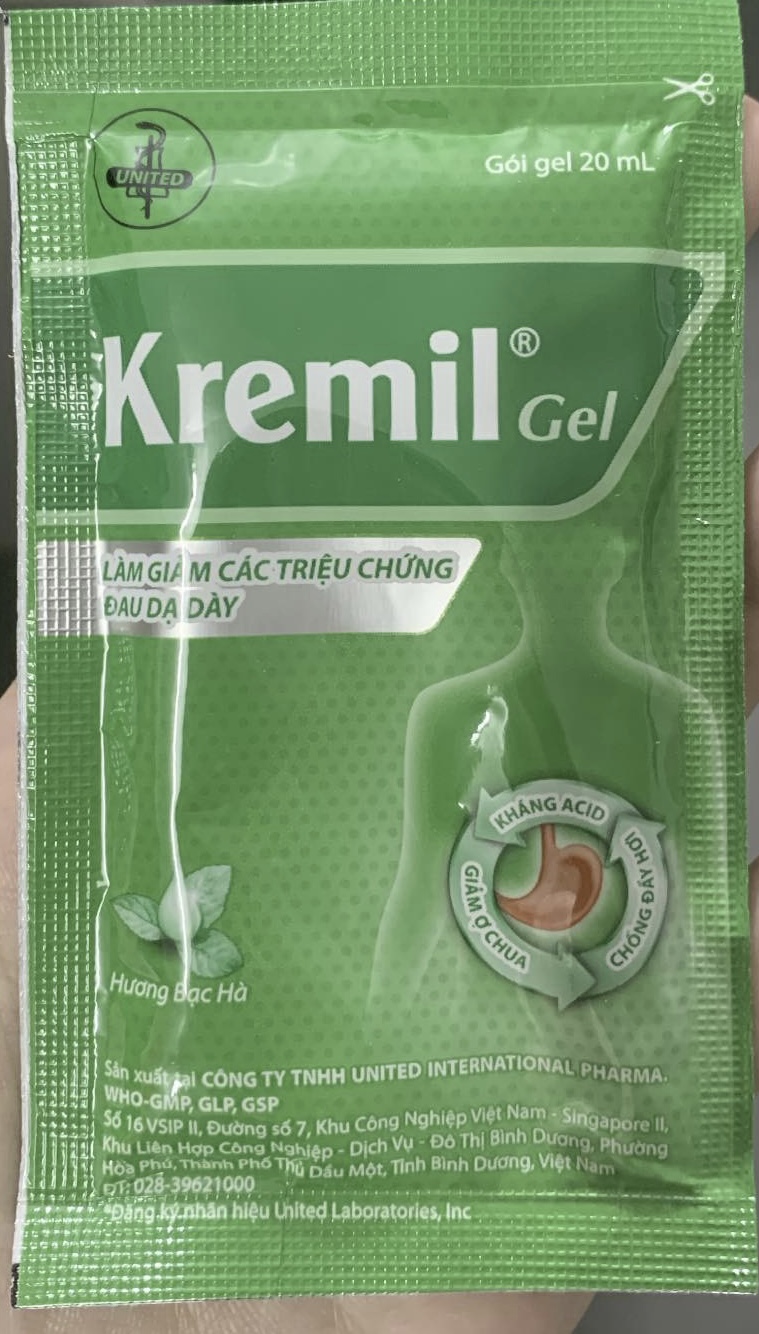 UNITED
Gói gel 20 mL
Kremil® Gel
LÀM GIẢM CÁC TRIỆU CHỨNG
ĐAU DẠ DÀY
KHÁNG ACID
CHỐNG ĐẦY HƠI
GIẢM Ợ CHUA
Hương Bạc Hà
Sản xuất tại CÔNG TY TNHH UNITED INTERNATIONAL PHARMA.
WHO-GMP, GLP, GSP
Số 16 VSIP II, Đường số 7, Khu Công Nghiệp Việt Nam - Singapore II,
Khu Liên Hợp Công Nghiệp - Dịch Vụ - Đô Thị Bình Dương, Phường
Hòa Phú, Thành Phố Thủ Dầu Một, Tỉnh Bình Dương, Việt Nam
ĐT: 028-39621000
®Đăng ký nhãn hiệu United Laboratories, Inc